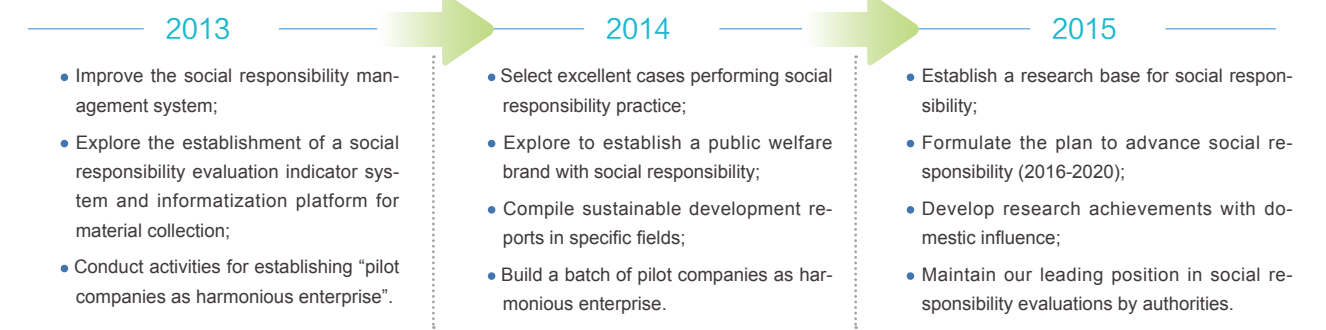 2013
• Improve the social responsibility man-
agement system;
• Explore the establishment of a social
responsibility evaluation indicator sys-
tem and informatization platform for
material collection;
• Conduct activities for establishing “pilot
companies as harmonious enterprise”.
2014
• Select excellent cases performing social
responsibility practice;
• Explore to establish a public welfare
brand with social responsibility;
• Compile sustainable development re-
ports in specific fields;
• Build a batch of pilot companies as har-
monious enterprise.
2015
• Establish a research base for social respon-
sibility;
• Formulate the plan to advance social re-
sponsibility (2016-2020);
• Develop research achievements with do-
mestic influence;
• Maintain our leading position in social re-
sponsibility evaluations by authorities.